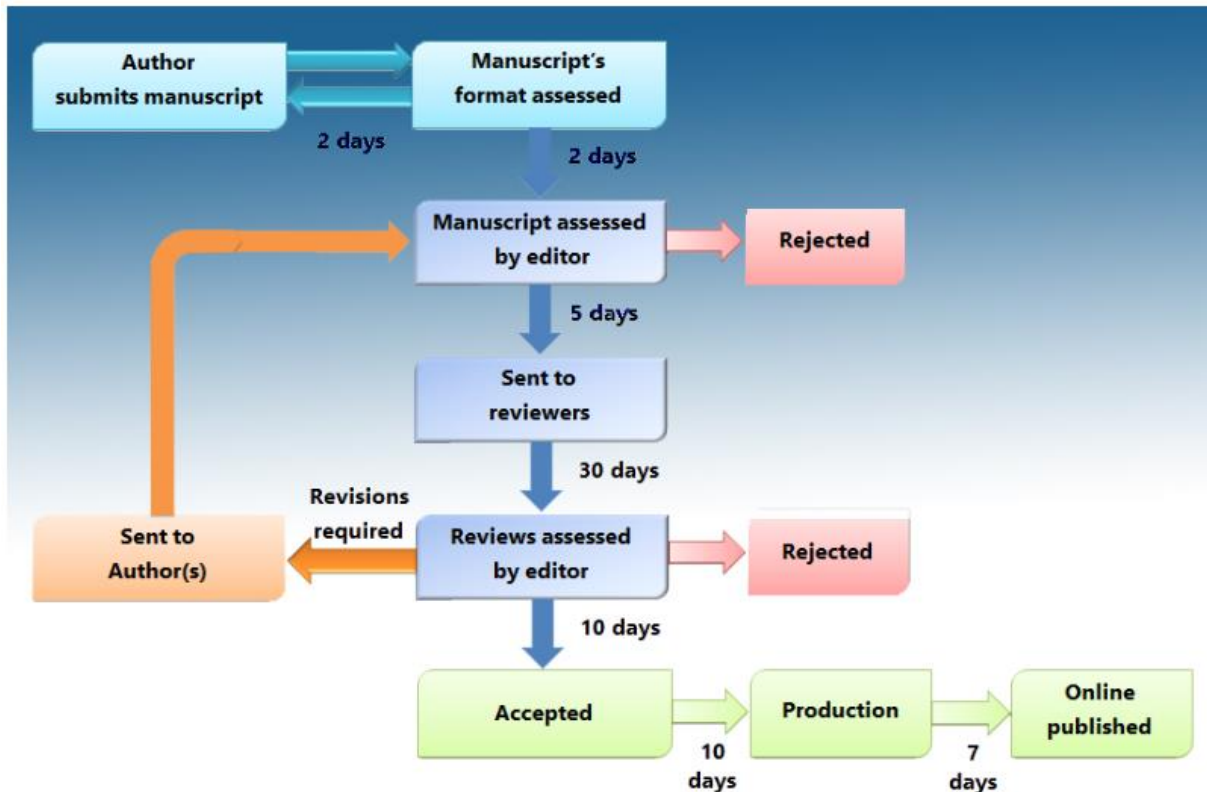 Author
submits manuscript
Manuscript's
format assessed
2 days
2 days
Manuscript assessed
by editor
Rejected
5 days
Sent to
reviewers
30 days
Revisions
required
Sent to
Author(s)
Reviews assessed
by editor
Rejected
10 days
Accepted
Production
Online
published
10
days
7
days